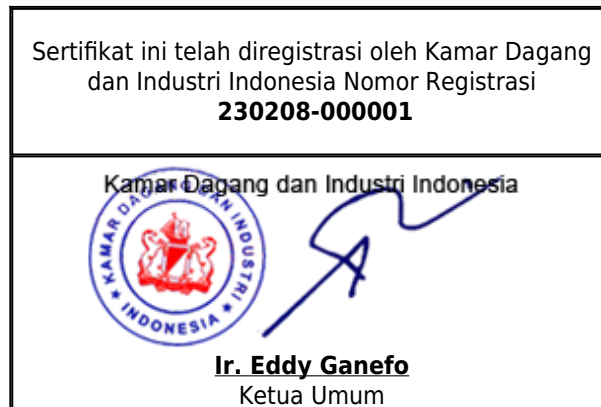 Sertifikat ini telah diregistrasi oleh Kamar Dagang
dan Industri Indonesia Nomor Registrasi
230208-000001
Kamar Dagang dan Industri Indonesia
KAMAR DAGANG DAN INDUSTRI
INDONESIA
Ir. Eddy Ganefo
Ketua Umum